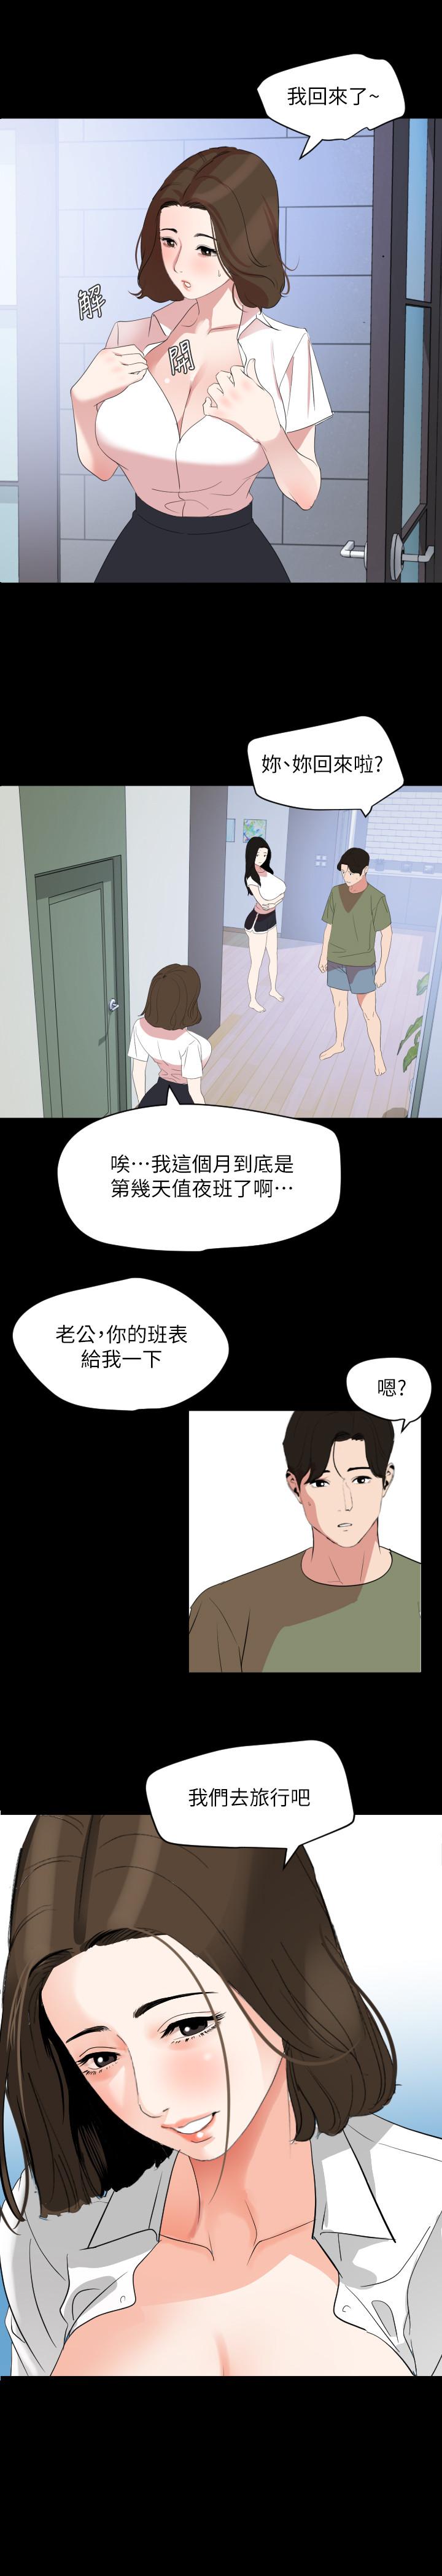 我回來了~
解
開
妳、妳回來啦?
唉⋯我這個月到底是
第幾天值夜班了啊⋯
老公,你的班表
給我一下
嗯?
我們去旅行吧